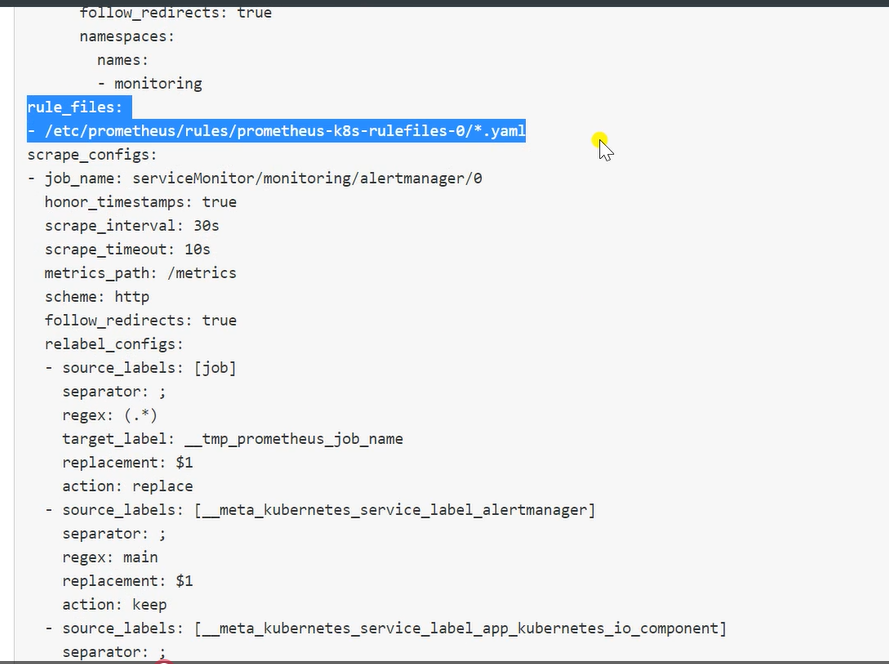 follow_redirects: true
namespaces:
names:
- monitoring
rule_files:
- /etc/prometheus/rules/prometheus-k8s-rulefiles-0/*.yaml
scrape_configs:
- job_name: serviceMonitor/monitoring/alertmanager/0
honor_timestamps: true
scrape_interval: 30s
scrape_timeout: 10s
metrics_path: /metrics
scheme: http
follow_redirects: true
relabel_configs:
- source_labels: [job]
separator: ;
regex: (.*)
target_label: __tmp_prometheus_job_name
replacement: $1
action: replace
- source_labels: [__meta_kubernetes_service_label_alertmanager]
separator: ;
regex: main
replacement: $1
action: keep
- source_labels: [__meta_kubernetes_service_label_app_kubernetes_io_component]
separator: ;